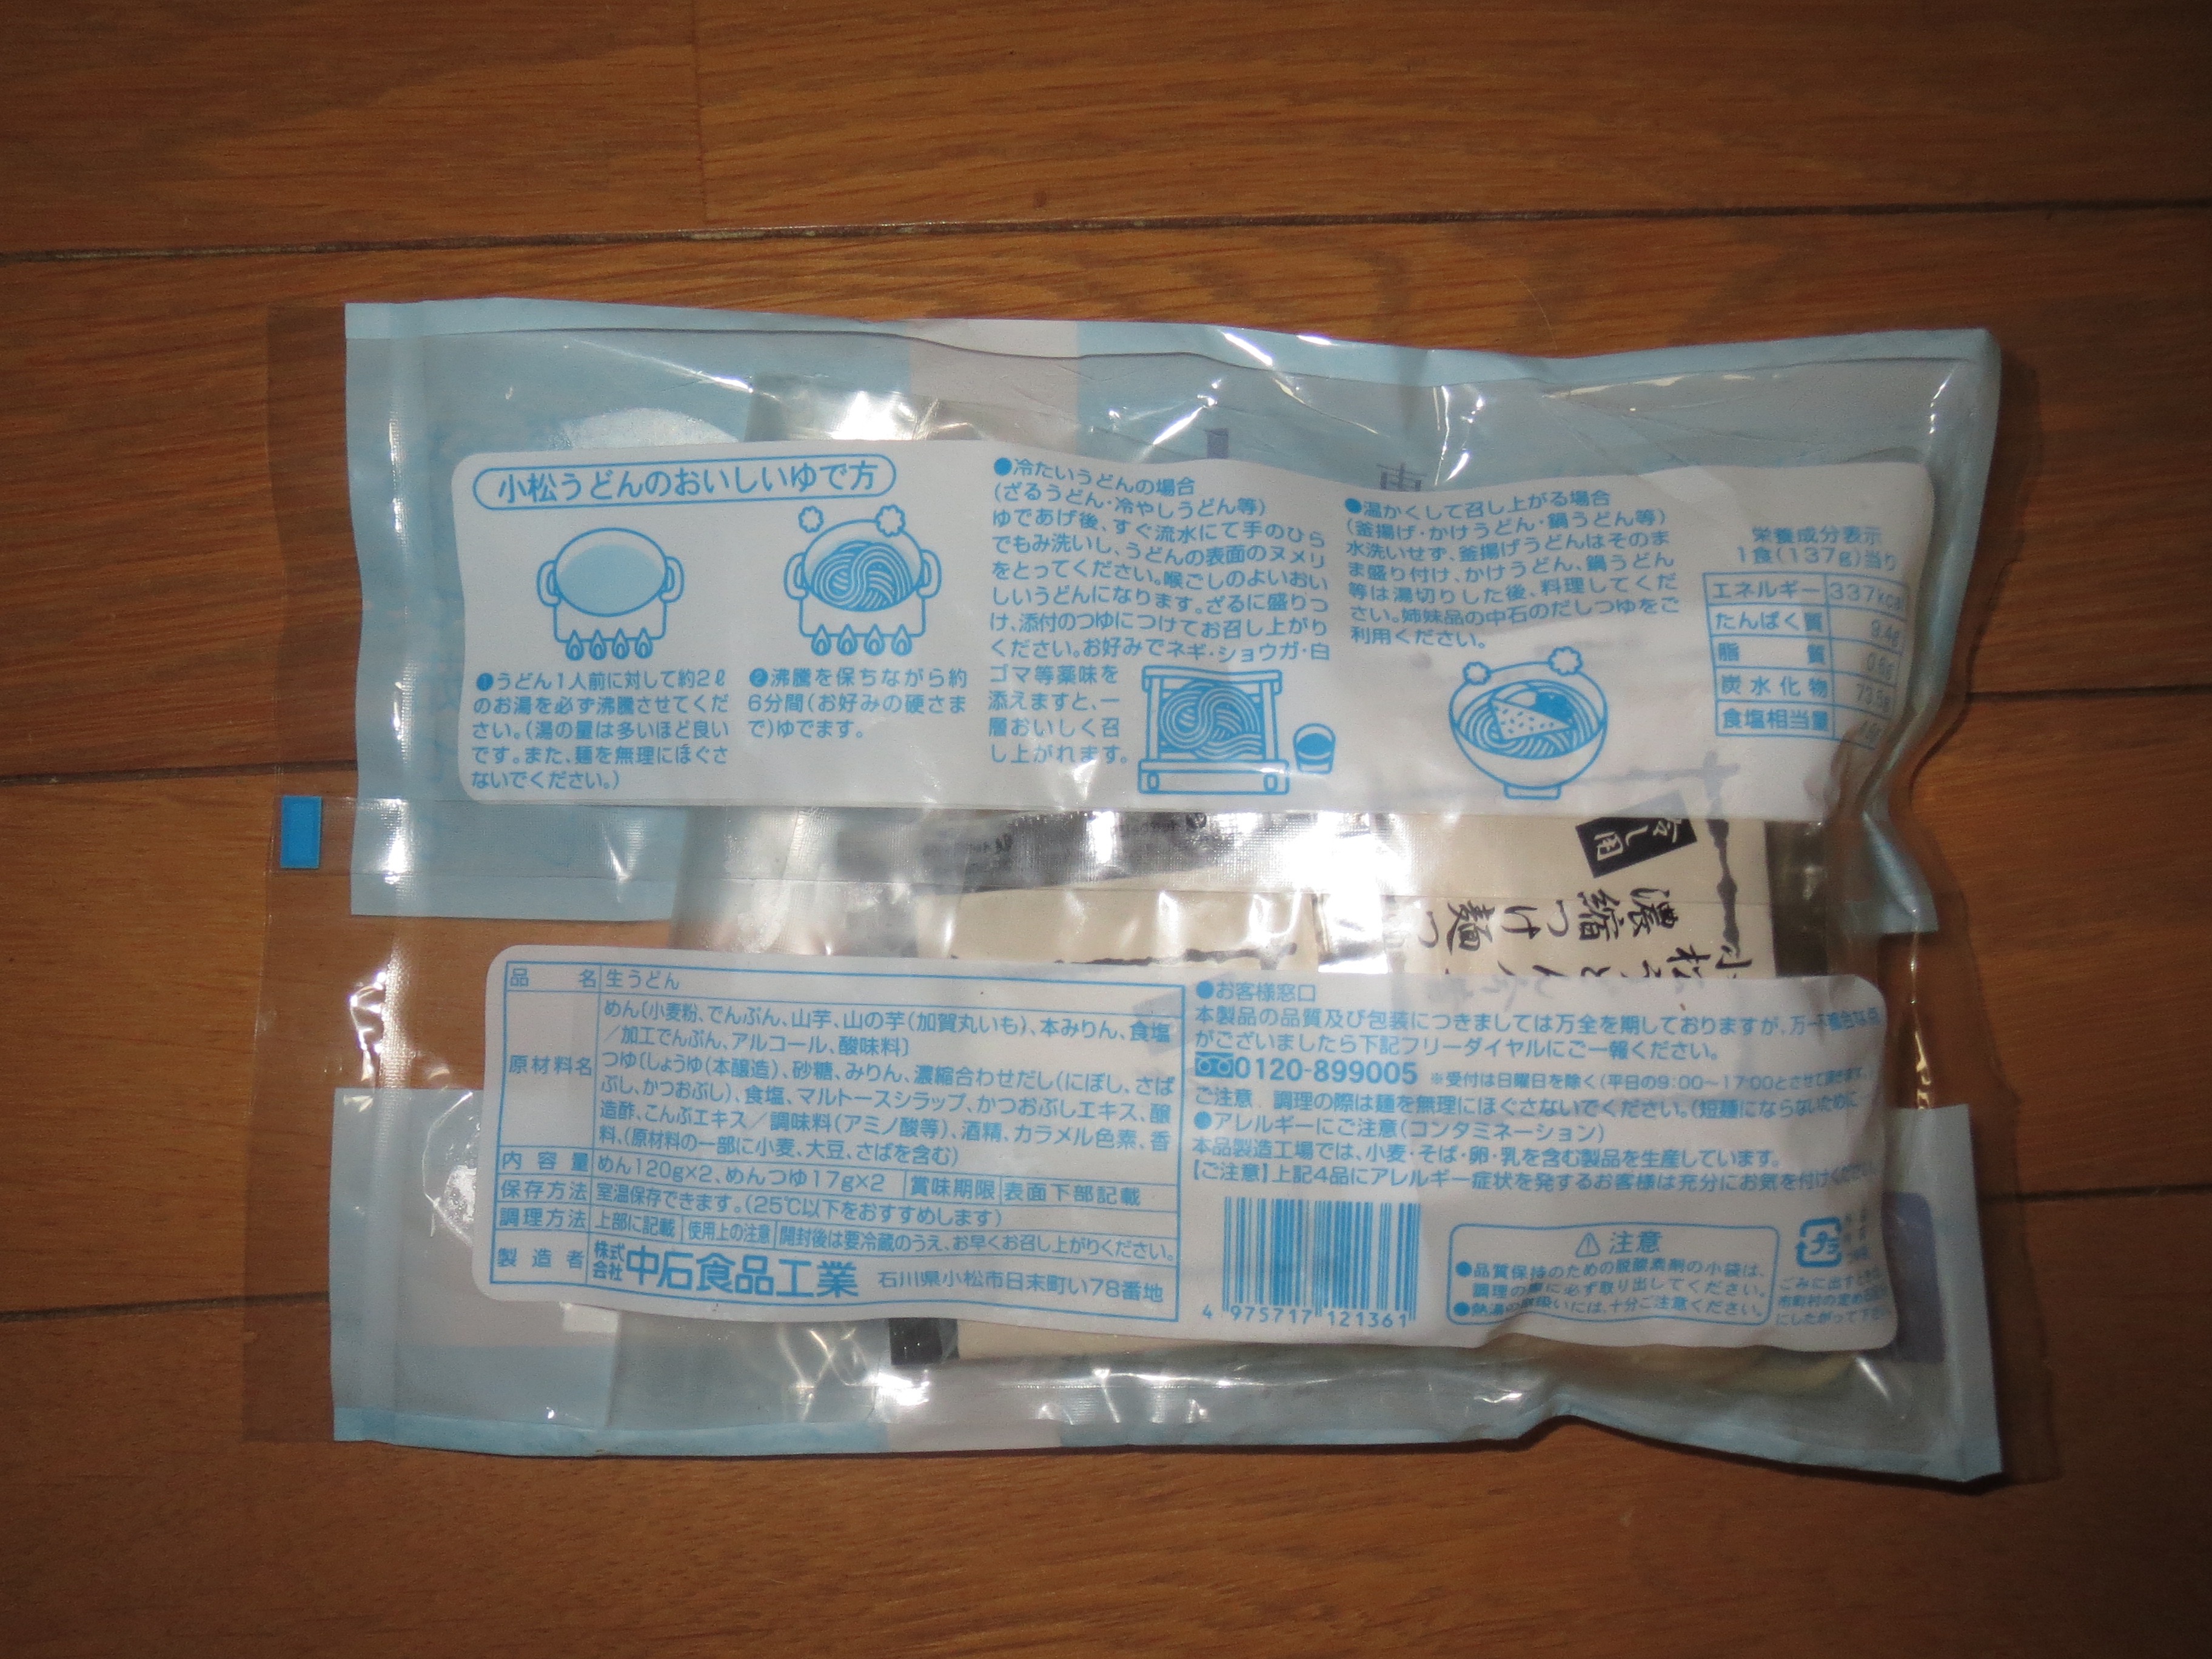 小松うどんのおいしいゆで方
❶うどん1人前に対して約2ℓ
のお湯を必ず沸騰させてくだ
さい。(湯の量は多いほど良い
です。また、麺を無理にほぐさ
ないでください。)
❷沸騰を保ちながら約
6分間(お好みの硬さま
で)ゆでます。
●冷たいうどんの場合
(ざるうどん・冷やしうどん等)
ゆであげ後、すぐ流水にて手のひら
でもみ洗いし、うどんの表面のヌメリ
をとってください。喉ごしのよいおい
しいうどんになります。ざるに盛りつ
け、添付のつゆにつけてお召し上がり
ください。お好みでネギ・ショウガ・白
ゴマ等薬味を
添えますと、一
層おいしく召
し上がれます。
●温かくして召し上がる場合
(釜揚げ・かけうどん・鍋うどん等)
水洗いせず、釜揚げうどんはそのま
ま盛り付け、かけうどん、鍋うどん
等は湯切りした後、料理してくだ
さい。姉妹品の中石のだしつゆをご
利用ください。
栄養成分表示
1食(137g)当り
エネルギー 337kcal
たんぱく質 9.4g
脂質
炭水化物
食塩相当量
濃縮つけ麺つ
品名 生うどん
原材料名 めん〔小麦粉、でんぷん、山芋、山の芋(加賀丸いも)、本みりん、食塩
/加工でんぷん、アルコール、酸味料〕
つゆ〔しょうゆ(本醸造)、砂糖、みりん、濃縮合わせだし(にぼし、さば
ぶし、かつおぶし)、食塩、マルトースシラップ、かつおぶしエキス、醸
造酢、こんぶエキス/調味料(アミノ酸等)、酒精、カラメル色素、香
料、(原材料の一部に小麦、大豆、さばを含む)
内容量 めん120g×2、めんつゆ17g×2 賞味期限 表面下部記載
保存方法 室温保存できます。(25℃以下をおすすめします)
調理方法 上部に記載 使用上の注意 開封後は要冷蔵のうえ、お早くお召し上がりください。
製造者 株式会社 中石食品工業 石川県小松市日末町い78番地
●お客様窓口
本製品の品質及び包装につきましては万全を期しておりますが、万一不都合な点
がございましたら下記フリーダイヤルにご一報ください。
0120-899005 ※受付は日曜日を除く(平日の9:00～17:00とさせて頂きます。)
ご注意 調理の際は麺を無理にほぐさないでください。(短麺にならないために
●アレルギーにご注意(コンタミネーション)
本品製造工場では、小麦・そば・卵・乳を含む製品を生産しています。
【ご注意】上記4品にアレルギー症状を発するお客様は充分にお気を付けください。
4 975717 121361
注意
●品質保持のための脱酸素剤の小袋は、
調理の際に必ず取り出してください。
●熱湯の取扱いには、十分ご注意ください。
プラ
ごみに出すときは
市町村の定める
にしたがって下さい